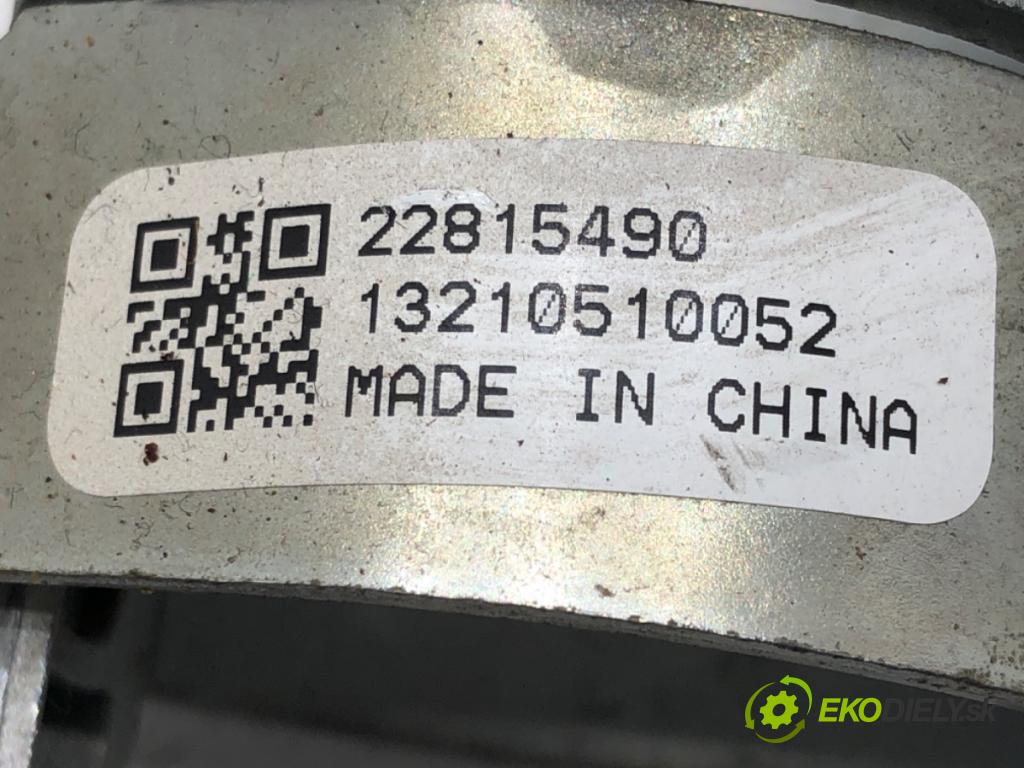 22815490
13210510052
MADE IN CHINA
EKODIELY.sk